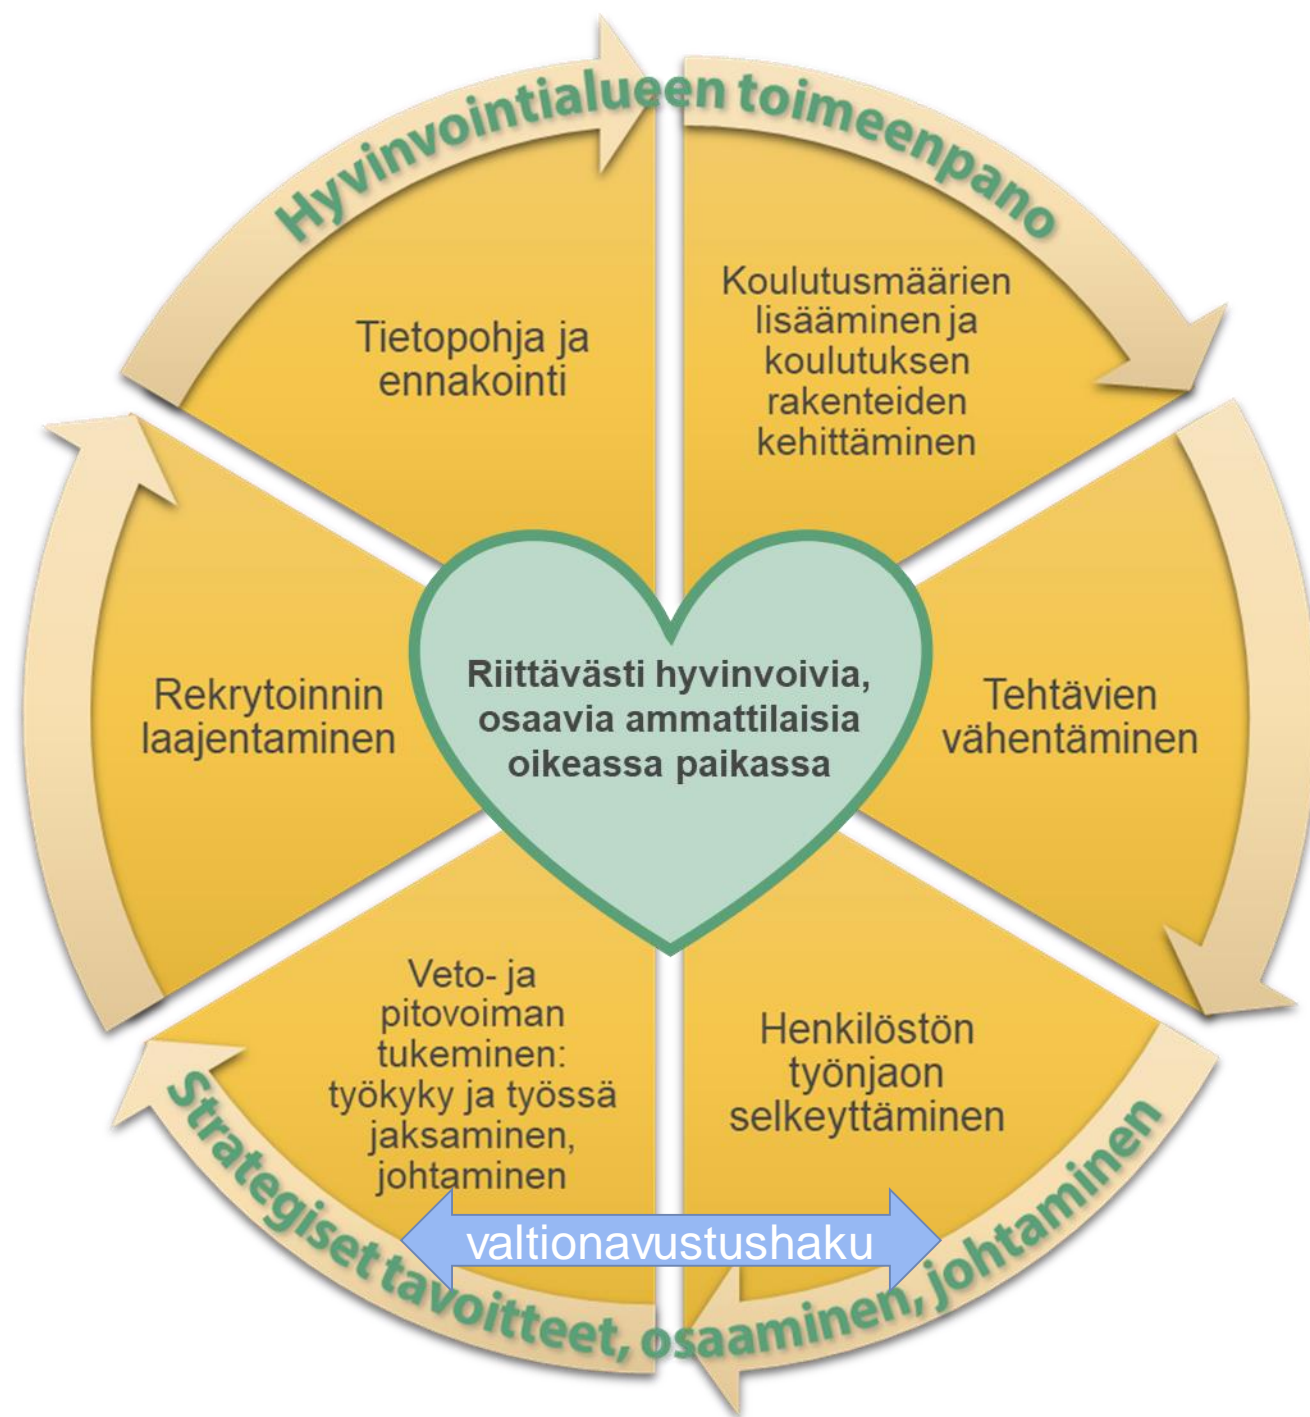 Hyvinvointialueen toimeenpano
Tietopohja ja
ennakointi
Koulutusmäärien
lisääminen ja
koulutuksen
rakenteiden
kehittäminen
Tehtävien
vähentäminen
Henkilöstön
työnjaon
selkeyttäminen
Veto- ja
pitovoiman
tukeminen:
työkyky ja työssä
jaksaminen,
johtaminen
Rekrytoinnin
laajentaminen
Riittävästi hyvinvoivia,
osaavia ammattilaisia
oikeassa paikassa
valtionavustushaku
Strategiset tavoitteet, osaaminen, johtaminen